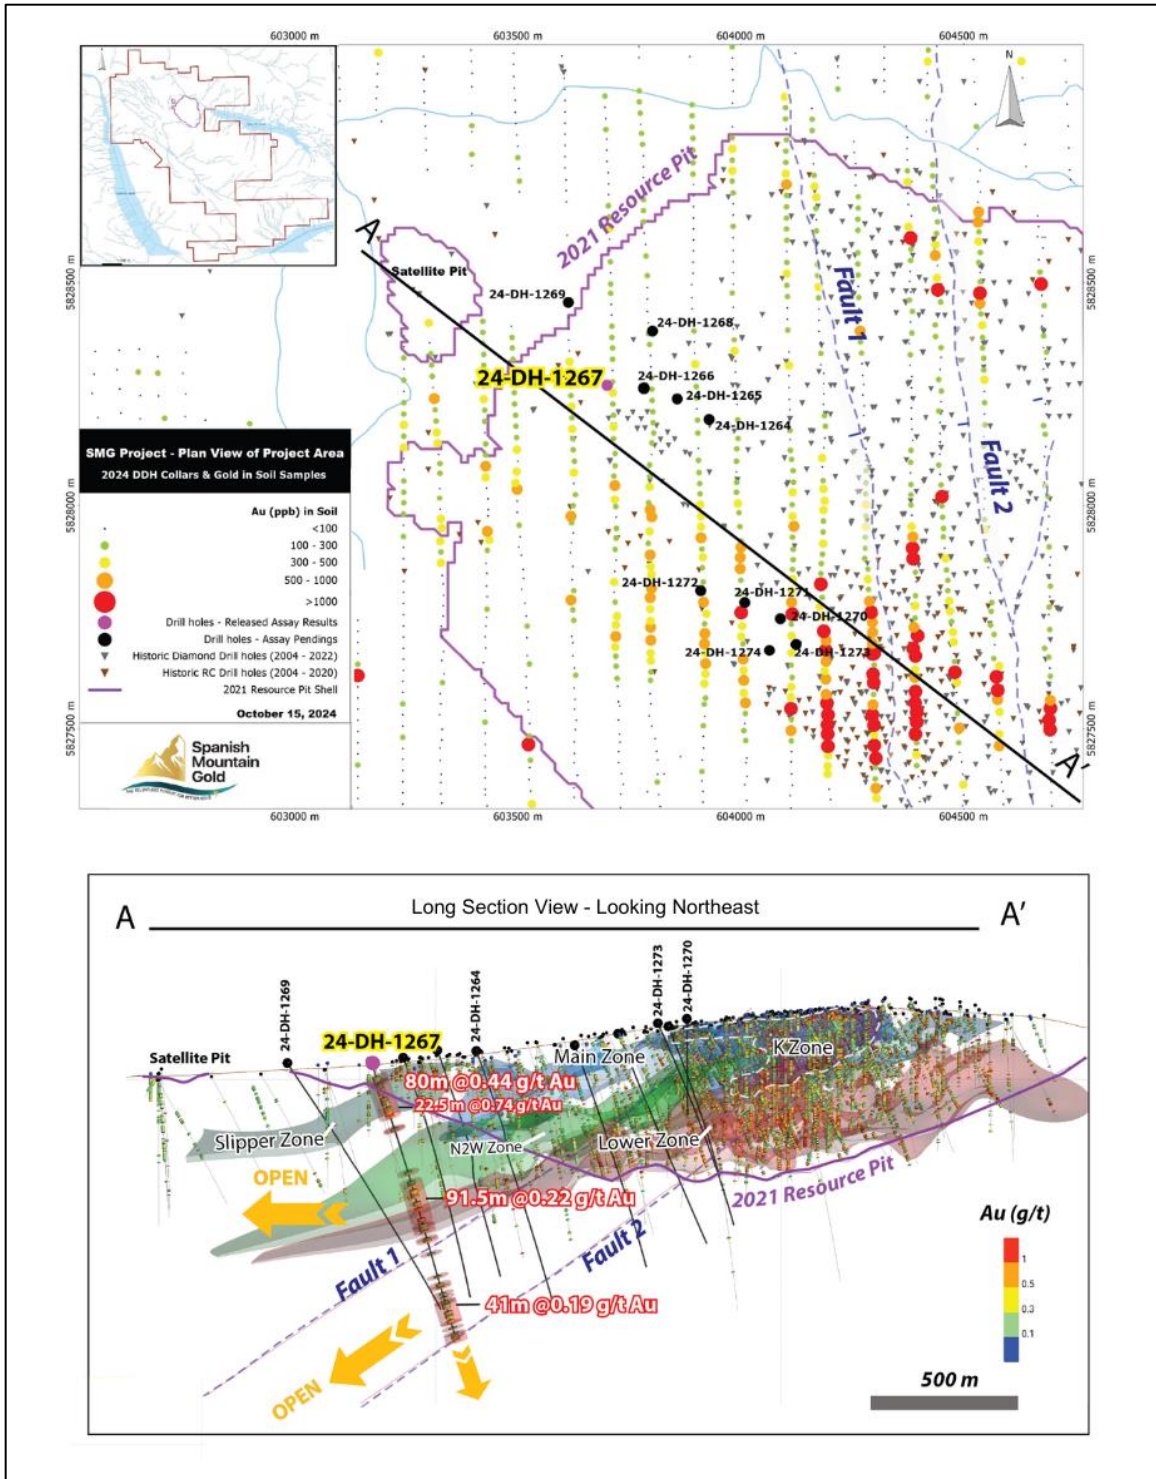 603000 m
603500 m
604000 m
604500 m
N
5828500 m
5828500 m
A
Satellite Pit
2021 Resource Pit
Fault 1
Fault 2
24-DH-1269
24-DH-1268
24-DH-1267
24-DH-1266
24-DH-1265
24-DH-1264
SMG Project - Plan View of Project Area
2024 DDH Collars & Gold in Soil Samples
Au (ppb) in Soil
<100
100 - 300
300 - 500
500 - 1000
>1000
Drill holes - Released Assay Results
Drill holes - Assay Pendings
Historic Diamond Drill holes (2004 - 2022)
Historic RC Drill holes (2004 - 2020)
2021 Resource Pit Shell
October 15, 2024
Spanish
Mountain
Gold
5828000 m
5828000 m
24-DH-1272
24-DH-1271
24-DH-1270
24-DH-1274
24-DH-1273
5827500 m
5827500 m
A'
603000 m
603500 m
604000 m
604500 m
A
Long Section View - Looking Northeast
A'
24-DH-1269
24-DH-1264
24-DH-1273
24-DH-1270
24-DH-1267
Satellite Pit
Main Zone
K Zone
80m @0.44 g/t Au
22.5m @0.74 g/t Au
Slipper Zone
N2W Zone
Lower Zone
OPEN
91.5m @0.22 g/t Au
2021 Resource Pit
Fault 1
Fault 2
41m @0.19 g/t Au
OPEN
Au (g/t)
1
0.5
0.3
0.1
500 m